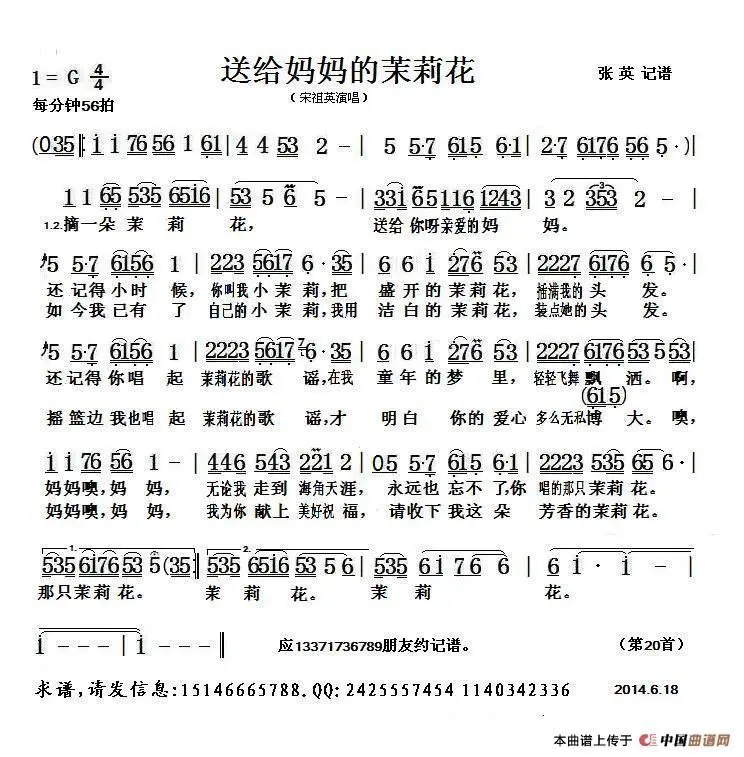 送给妈妈的茉莉花
1=G 4/4
张英 记谱
（宋祖英演唱）
每分钟56拍
(035|: i i 76 56 1 61|4 4 53 2 -|5 5·7 615 6·1|2·7 6176 56 5·)|
11 65 535 6516|53 5 6 5 -|331 65 116 1243|3 2 353 2 -|
1.2.摘一朵 茉 莉 花， 送给 你呀亲爱的妈 妈。
5 5·7 6156 1|223 5617 6·35|6 6 i 276 53|2227 6176 6 5|
还 记得小时 候， 你叫我小茉莉，把 盛开的茉莉花， 插满我的头 发。
如 今我已有 了 自己的小茉莉，我用 洁白的茉莉花， 装点她的头 发。
5 5·7 6156 1|2223 5617 6·35|6 6 i 276 53|2227 6176 535 53|
还 记得你唱 起 茉莉花的歌 谣，在我 童年的梦 里， 轻轻飞舞飘 洒。啊，
(615)
摇 篮边我也唱 起 茉莉花的歌 谣，才 明白 你的爱心 多么无私博 大。噢，
i i 76 56 i -|446 543 221 2|05 5·7 615 6·1|2223 535 65 6·|
妈妈噢，妈 妈， 无论我 走到 海角天涯， 永远也 忘不了，你 唱的那只茉莉花。
妈妈噢，妈 妈， 我为你 献上 美好祝 福， 请收下 我这 朵 芳香的茉莉花。
1. 535 6176 53 5 (35:|2. 535 6516 535 6|535 6i 7 6 6|6 i · i -|
那只茉莉 花。 茉 莉 花。 茉 莉 花。
i - - -|i - - -‖
应13371736789朋友约记谱。
（第20首）
求谱，请发信息:15146665788.QQ: 2425557454 1140342336
2014.6.18
本曲谱上传于 中国曲谱网